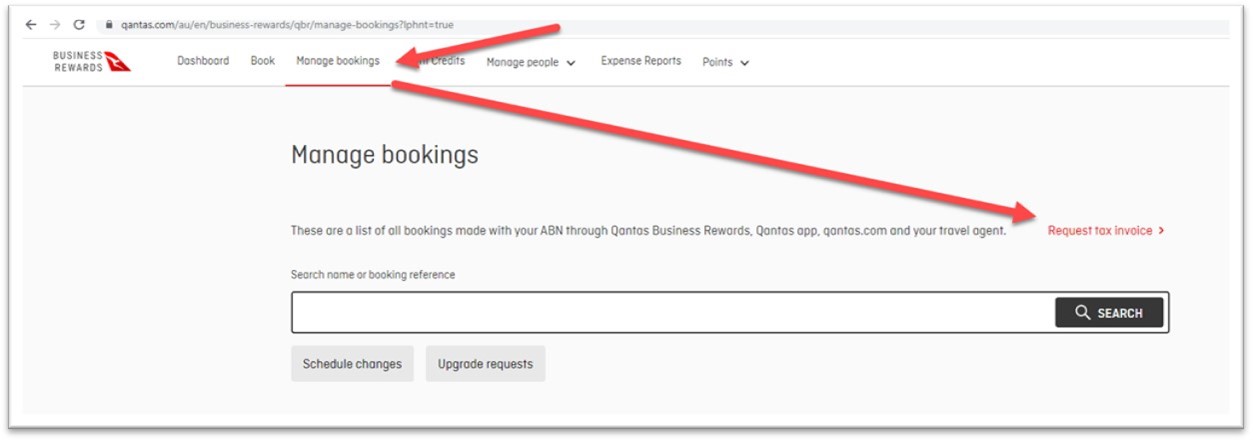 qantas.com/au/en/business-rewards/qbr/manage-bookings?lphnt=true
BUSINESS
REWARDS
Dashboard Book Manage bookings Credits Manage people Expense Reports Points
Manage bookings
These are a list of all bookings made with your ABN through Qantas Business Rewards, Qantas app, qantas.com and your travel agent. Request tax invoice >
Search name or booking reference
SEARCH
Schedule changes Upgrade requests